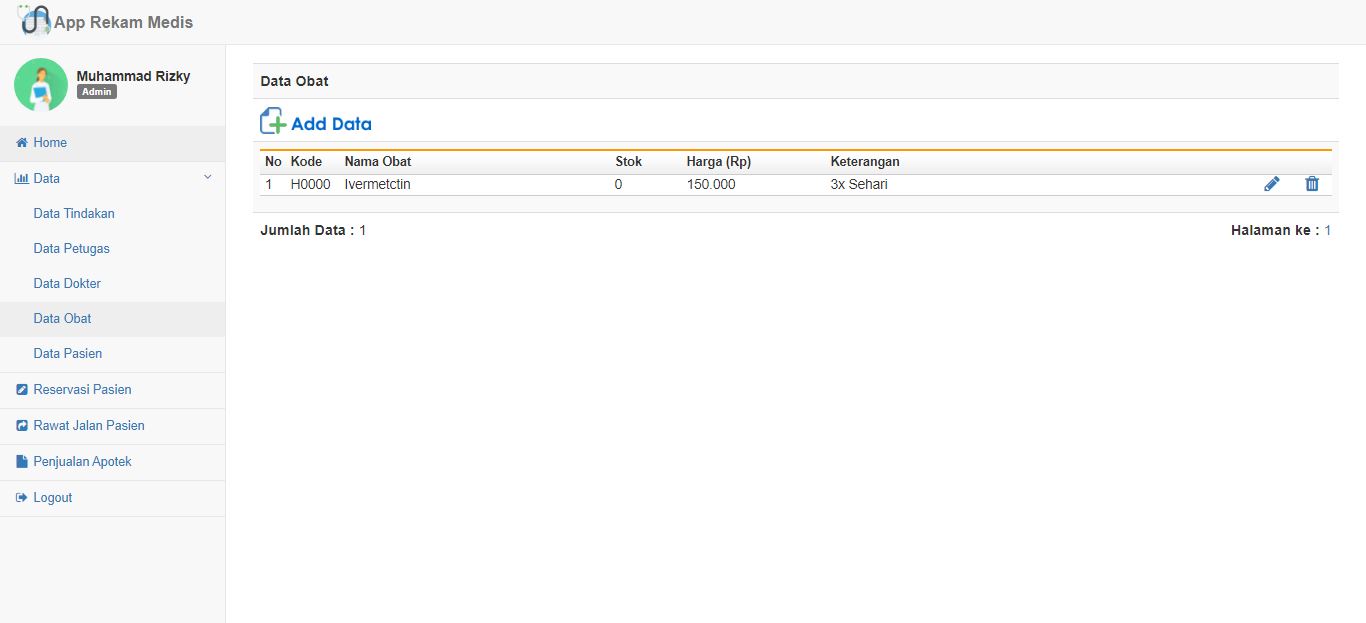 App Rekam Medis
Muhammad Rizky
Admin
Home
Data
Data Tindakan
Data Petugas
Data Dokter
Data Obat
Data Pasien
Reservasi Pasien
Rawat Jalan Pasien
Penjualan Apotek
Logout
Data Obat
Add Data
No Kode Nama Obat Stok Harga (Rp) Keterangan
1 H0000 Ivermetctin 0 150.000 3x Sehari
Jumlah Data : 1 Halaman ke : 1